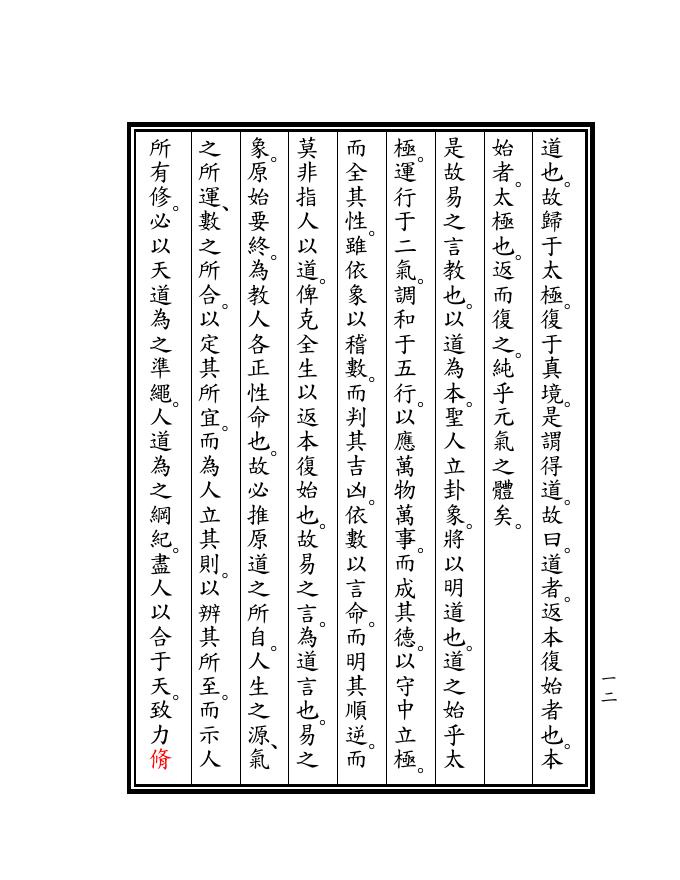 道也。故歸于太極。復于真境。是謂得道。故曰。道者。返本復始者也。本
始者。太極也。返而復之。純乎元氣之體矣。
是故易之言教也。以道為本。聖人立卦象。將以明道也。道之始乎太
極。運行于二氣。調和于五行。以應萬物萬事。而成其德。以守中立極。
而全其性。雖依象以稽數。而判其吉凶。依數以言命。而明其順逆。而
莫非指人以道。俾克全生以返本復始也。故易之言。為道言也。易之
象。原始要終。為教人各正性命也。故必推原道之所自。人生之源、氣
之所運、數之所合。以定其所宜。而為人立其則。以辨其所至。而示人
所有修。必以天道為之準繩。人道為之綱紀。盡人以合于天。致力脩
一二